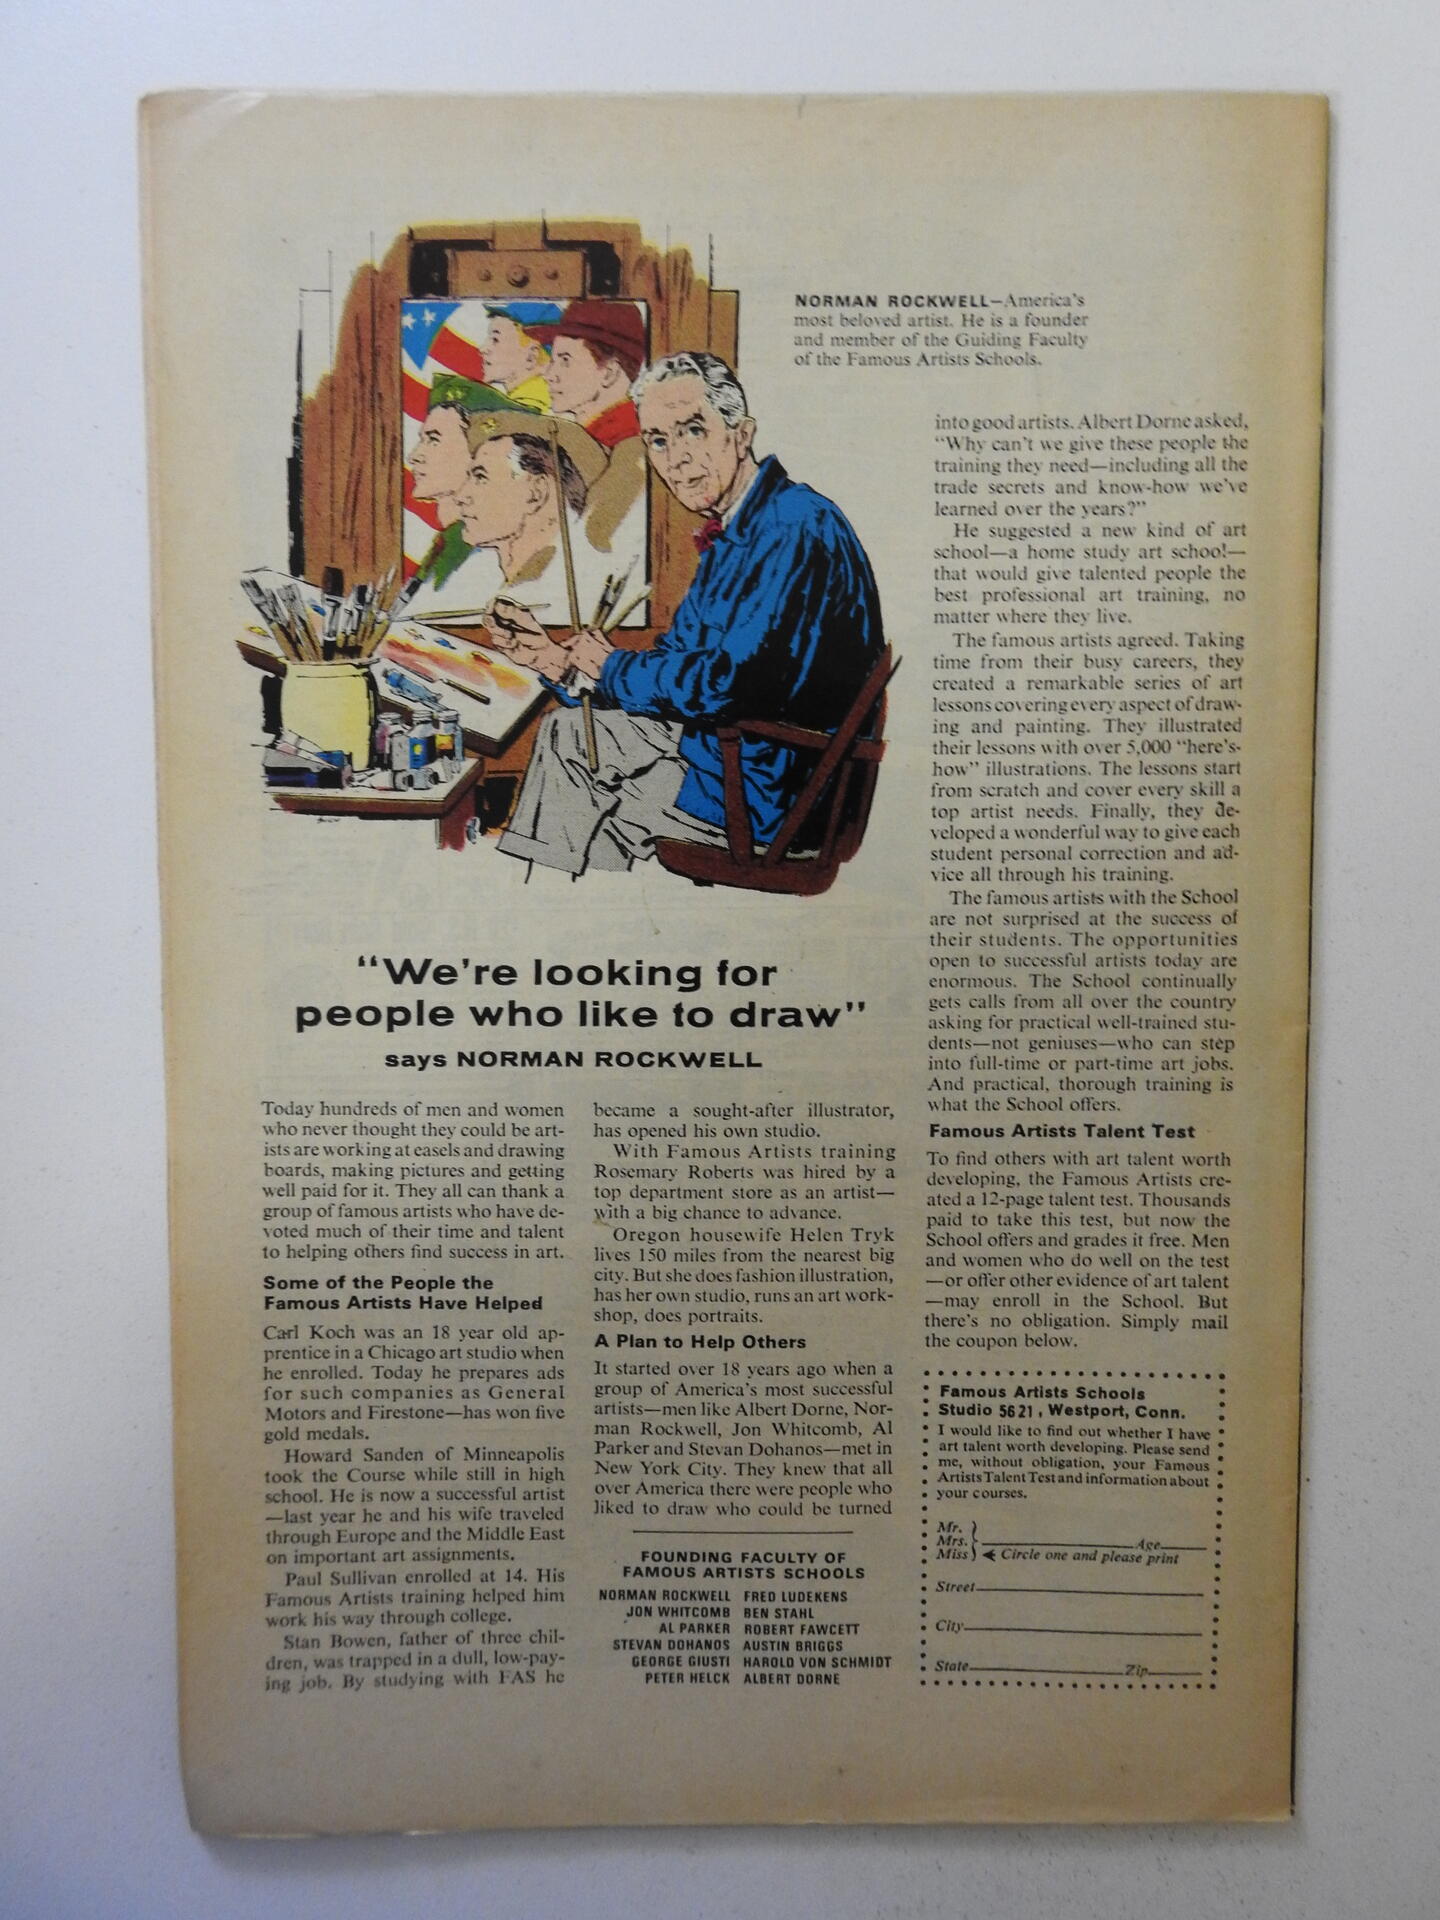 NORMAN ROCKWELL—America's
most beloved artist. He is a founder
and member of the Guiding Faculty
of the Famous Artists Schools.
"We're looking for
people who like to draw"
says NORMAN ROCKWELL
Today hundreds of men and women
who never thought they could be art-
ists are working at easels and drawing
boards, making pictures and getting
well paid for it. They all can thank a
group of famous artists who have de-
voted much of their time and talent
to helping others find success in art.
Some of the People the
Famous Artists Have Helped
Carl Koch was an 18 year old ap-
prentice in a Chicago art studio when
he enrolled. Today he prepares ads
for such companies as General
Motors and Firestone—has won five
gold medals.
Howard Sanden of Minneapolis
took the Course while still in high
school. He is now a successful artist
—last year he and his wife traveled
through Europe and the Middle East
on important art assignments.
Paul Sullivan enrolled at 14. His
Famous Artists training helped him
work his way through college.
Stan Bowen, father of three chil-
dren, was trapped in a dull, low-pay-
ing job. By studying with FAS he
became a sought-after illustrator,
has opened his own studio.
With Famous Artists training
Rosemary Roberts was hired by a
top department store as an artist—
with a big chance to advance.
Oregon housewife Helen Tryk
lives 150 miles from the nearest big
city. But she does fashion illustration,
has her own studio, runs an art work-
shop, does portraits.
A Plan to Help Others
It started over 18 years ago when a
group of America's most successful
artists—men like Albert Dorne, Nor-
man Rockwell, Jon Whitcomb, Al
Parker and Stevan Dohanos—met in
New York City. They knew that all
over America there were people who
liked to draw who could be turned
into good artists. Albert Dorne asked,
"Why can't we give these people the
training they need—including all the
trade secrets and know-how we've
learned over the years?"
He suggested a new kind of art
school—a home study art school—
that would give talented people the
best professional art training, no
matter where they live.
The famous artists agreed. Taking
time from their busy careers, they
created a remarkable series of art
lessons covering every aspect of draw-
ing and painting. They illustrated
their lessons with over 5,000 "here's-
how" illustrations. The lessons start
from scratch and cover every skill a
top artist needs. Finally, they de-
veloped a wonderful way to give each
student personal correction and ad-
vice all through his training.
The famous artists with the School
are not surprised at the success of
their students. The opportunities
open to successful artists today are
enormous. The School continually
gets calls from all over the country
asking for practical well-trained stu-
dents—not geniuses—who can step
into full-time or part-time art jobs.
And practical, thorough training is
what the School offers.
Famous Artists Talent Test
To find others with art talent worth
developing, the Famous Artists cre-
ated a 12-page talent test. Thousands
paid to take this test, but now the
School offers and grades it free. Men
and women who do well on the test
—or offer other evidence of art talent
—may enroll in the School. But
there's no obligation. Simply mail
the coupon below.
FOUNDING FACULTY OF
FAMOUS ARTISTS SCHOOLS
NORMAN ROCKWELL FRED LUDEKENS
JON WHITCOMB BEN STAHL
AL PARKER ROBERT FAWCETT
STEVAN DOHANOS AUSTIN BRIGGS
GEORGE GIUSTI HAROLD VON SCHMIDT
PETER HELCK ALBERT DORNE
Famous Artists Schools
Studio 5621, Westport, Conn.
I would like to find out whether I have
art talent worth developing. Please send
me, without obligation, your Famous
Artists Talent Test and information about
your courses.
Mr.
Mrs. Age
Miss Circle one and please print
Street
City
State Zip